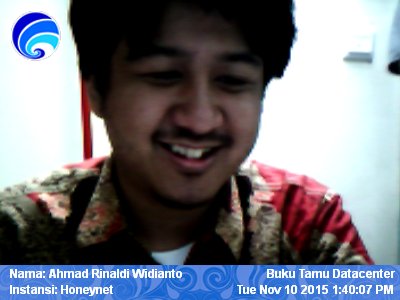 Nama: Ahmad Rinaldi Widianto Buku Tamu Datacenter
Instansi: Honeynet Tue Nov 10 2015 1:40:07 PM